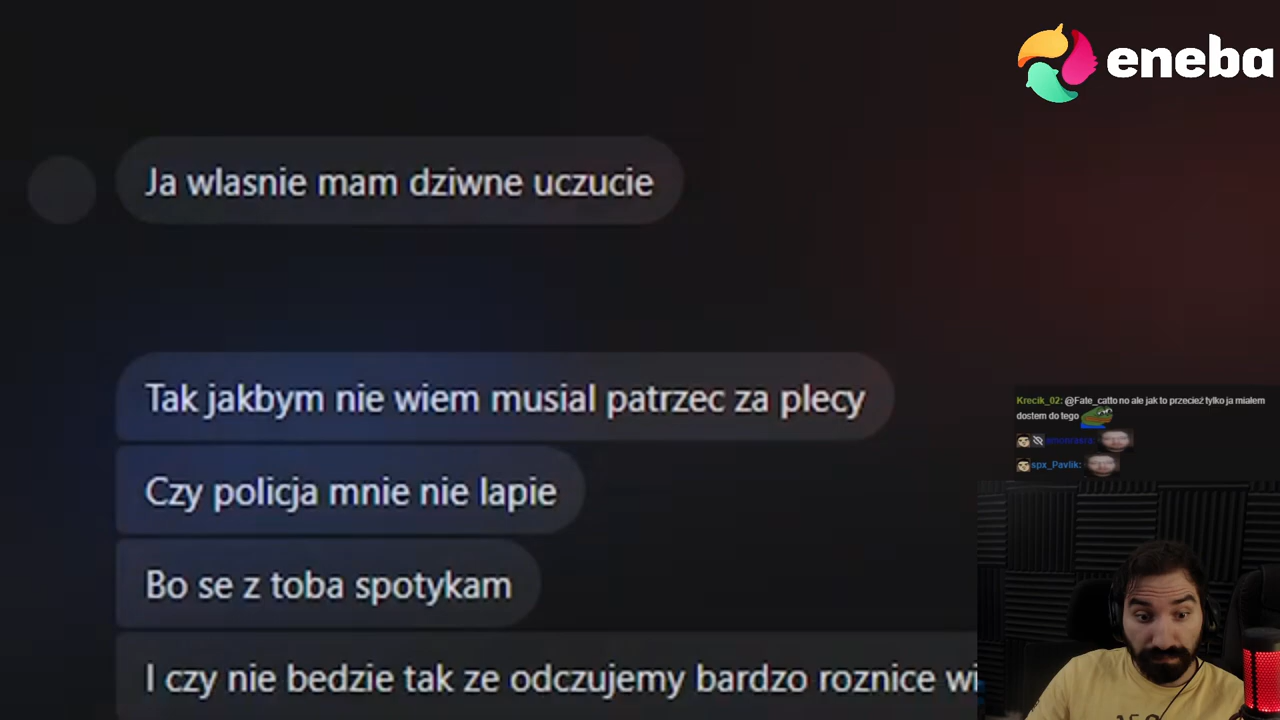 eneba
Ja wlasnie mam dziwne uczucie
Tak jakbym nie wiem musial patrzec za plecy
Czy policja mnie nie lapie
Bo se z toba spotykam
I czy nie bedzie tak ze odczujemy bardzo roznice wi
Krecik_02: @Fate_catto no ale jak to przecież tylko ja miałem
dostem do tego
spx_Pavlik: